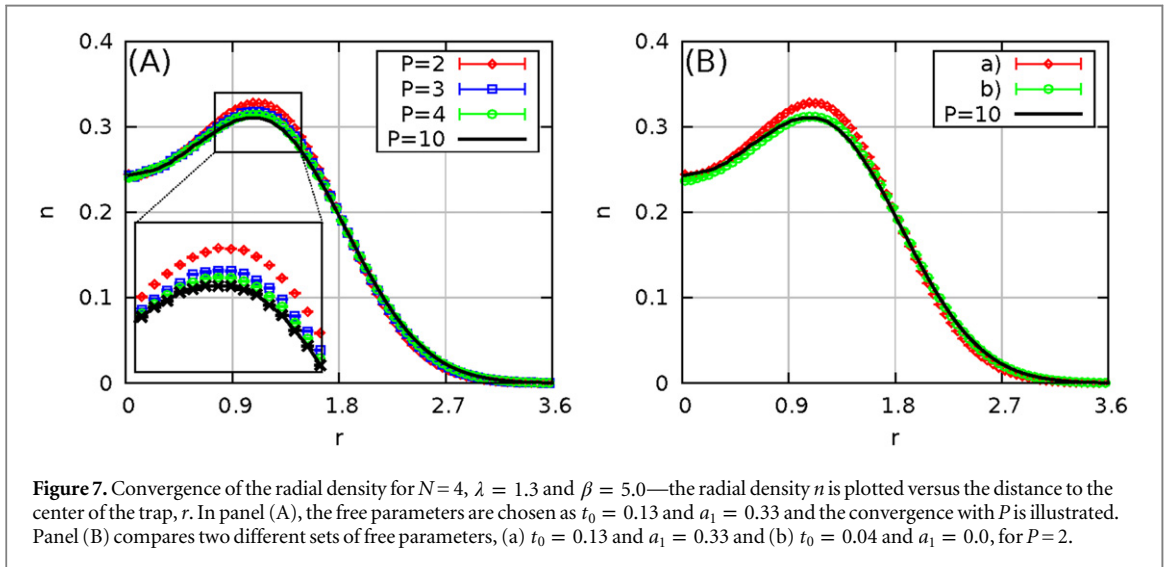 (A)
P=2
P=3
P=4
P=10
0.4
0.3
0.2
0.1
0
n
0 0.9 1.8 2.7 3.6
r
(B)
a)
b)
P=10
0.4
0.3
0.2
0.1
0
n
0 0.9 1.8 2.7 3.6
r
Figure 7. Convergence of the radial density for N = 4, λ = 1.3 and β = 5.0—the radial density n is plotted versus the distance to the
center of the trap, r. In panel (A), the free parameters are chosen as t₀ = 0.13 and a₁ = 0.33 and the convergence with P is illustrated.
Panel (B) compares two different sets of free parameters, (a) t₀ = 0.13 and a₁ = 0.33 and (b) t₀ = 0.04 and a₁ = 0.0, for P = 2.